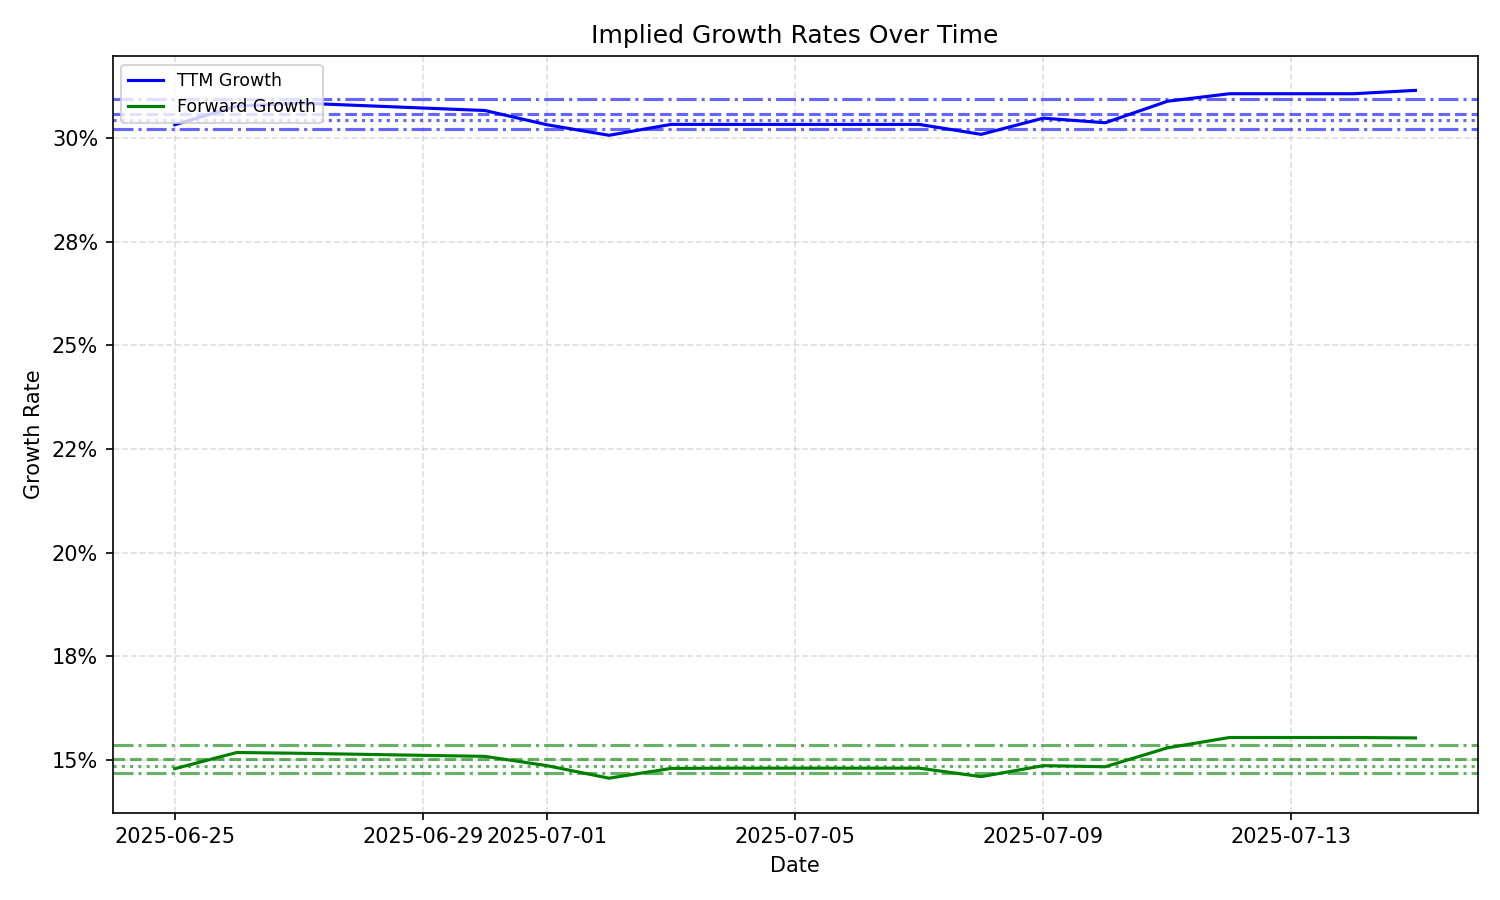 Implied Growth Rates Over Time
TTM Growth
Forward Growth
30%
28%
25%
22%
20%
18%
15%
Growth Rate
2025-06-25
2025-06-29
2025-07-01
2025-07-05
2025-07-09
2025-07-13
Date